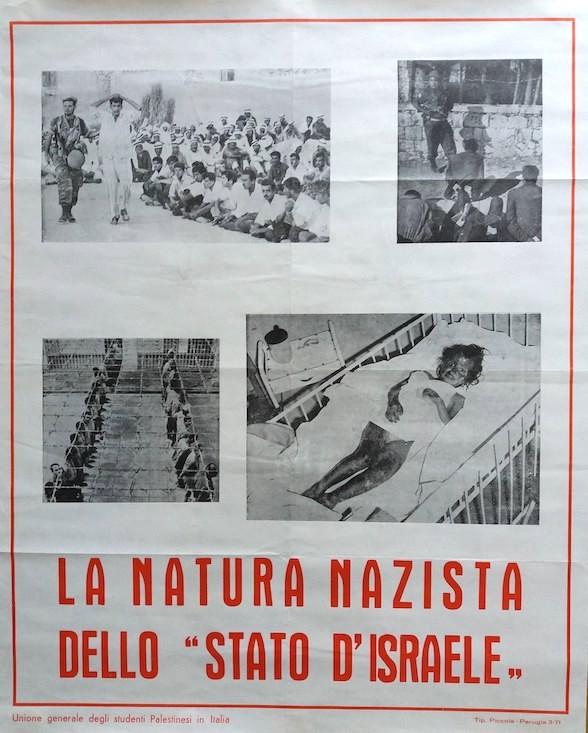 LA NATURA NAZISTA
DELLO "STATO D'ISRAELE„
Unione generale degli studenti Palestinesi in Italia
Tip. Piccola - Perugia 3-71